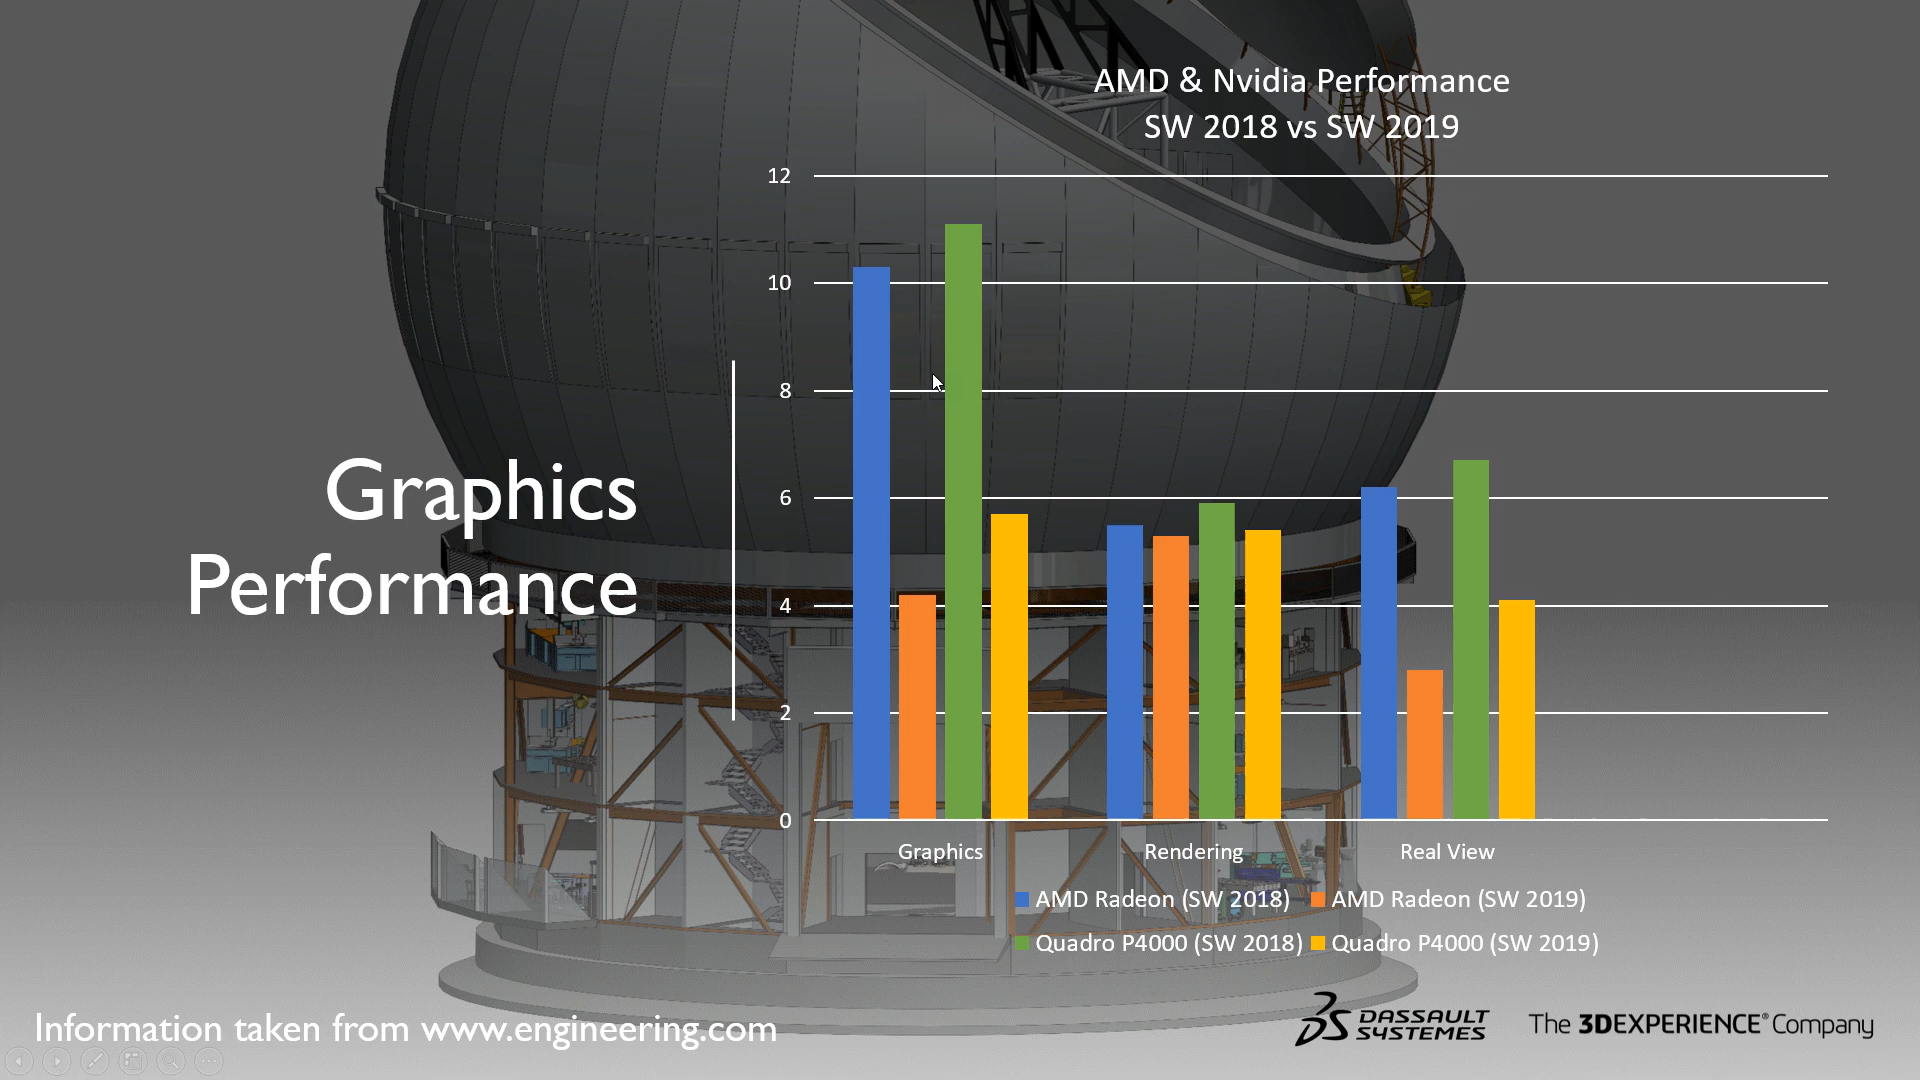 Graphics
Performance
AMD & Nvidia Performance
SW 2018 vs SW 2019
12
10
8
6
4
2
0
Graphics
Rendering
Real View
AMD Radeon (SW 2018)
AMD Radeon (SW 2019)
Quadro P4000 (SW 2018)
Quadro P4000 (SW 2019)
Information taken from www.engineering.com
DASSAULT
SYSTEMES
The 3DEXPERIENCE® Company